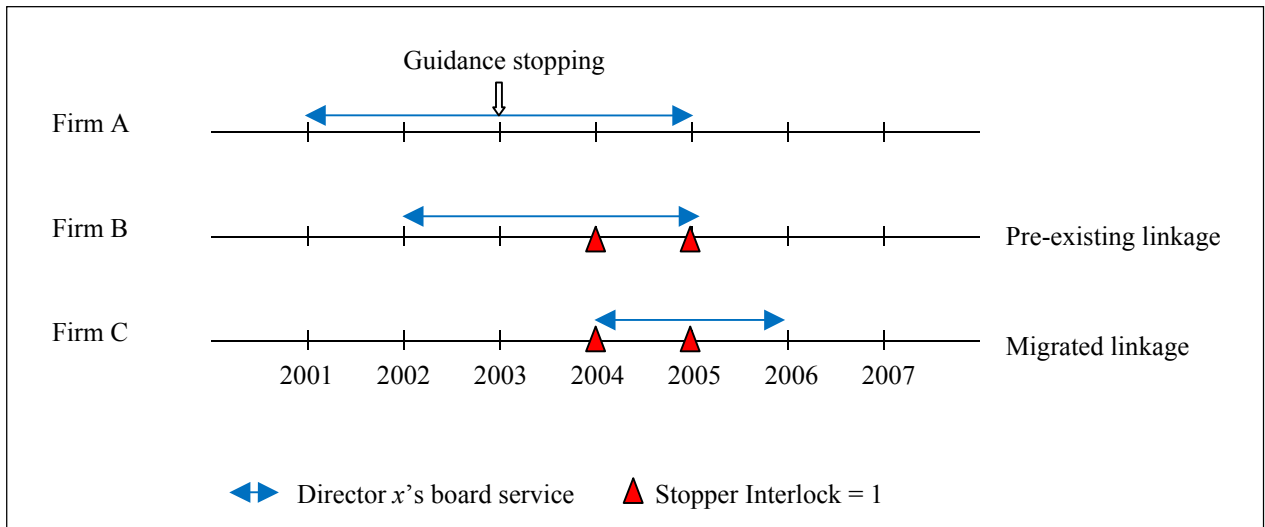 Guidance stopping
Firm A
Firm B
Pre-existing linkage
Firm C
Migrated linkage
2001 2002 2003 2004 2005 2006 2007
Director x’s board service Stopper Interlock = 1